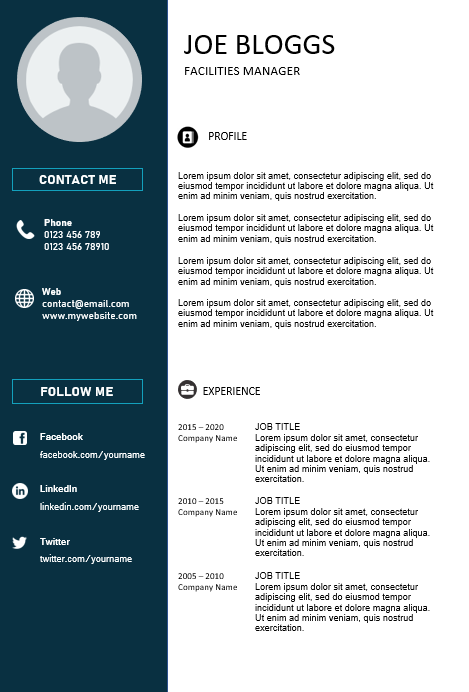 JOE BLOGGS
FACILITIES MANAGER
CONTACT ME
Phone
0123 456 789
0123 456 78910
Web
contact@email.com
www.mywebsite.com
FOLLOW ME
Facebook
facebook.com/yourname
LinkedIn
linkedin.com/yourname
Twitter
twitter.com/yourname
PROFILE
Lorem ipsum dolor sit amet, consectetur adipiscing elit, sed do
eiusmod tempor incididunt ut labore et dolore magna aliqua. Ut
enim ad minim veniam, quis nostrud exercitation.
Lorem ipsum dolor sit amet, consectetur adipiscing elit, sed do
eiusmod tempor incididunt ut labore et dolore magna aliqua. Ut
enim ad minim veniam, quis nostrud exercitation.
Lorem ipsum dolor sit amet, consectetur adipiscing elit, sed do
eiusmod tempor incididunt ut labore et dolore magna aliqua. Ut
enim ad minim veniam, quis nostrud exercitation.
Lorem ipsum dolor sit amet, consectetur adipiscing elit, sed do
eiusmod tempor incididunt ut labore et dolore magna aliqua. Ut
enim ad minim veniam, quis nostrud exercitation.
EXPERIENCE
2015 – 2020
Company Name
JOB TITLE
Lorem ipsum dolor sit amet, consectetur
adipiscing elit, sed do eiusmod tempor
incididunt ut labore et dolore magna aliqua.
Ut enim ad minim veniam, quis nostrud
exercitation.
2010 – 2015
Company Name
JOB TITLE
Lorem ipsum dolor sit amet, consectetur
adipiscing elit, sed do eiusmod tempor
incididunt ut labore et dolore magna aliqua.
Ut enim ad minim veniam, quis nostrud
exercitation.
2005 – 2010
Company Name
JOB TITLE
Lorem ipsum dolor sit amet, consectetur
adipiscing elit, sed do eiusmod tempor
incididunt ut labore et dolore magna aliqua.
Ut enim ad minim veniam, quis nostrud
exercitation.